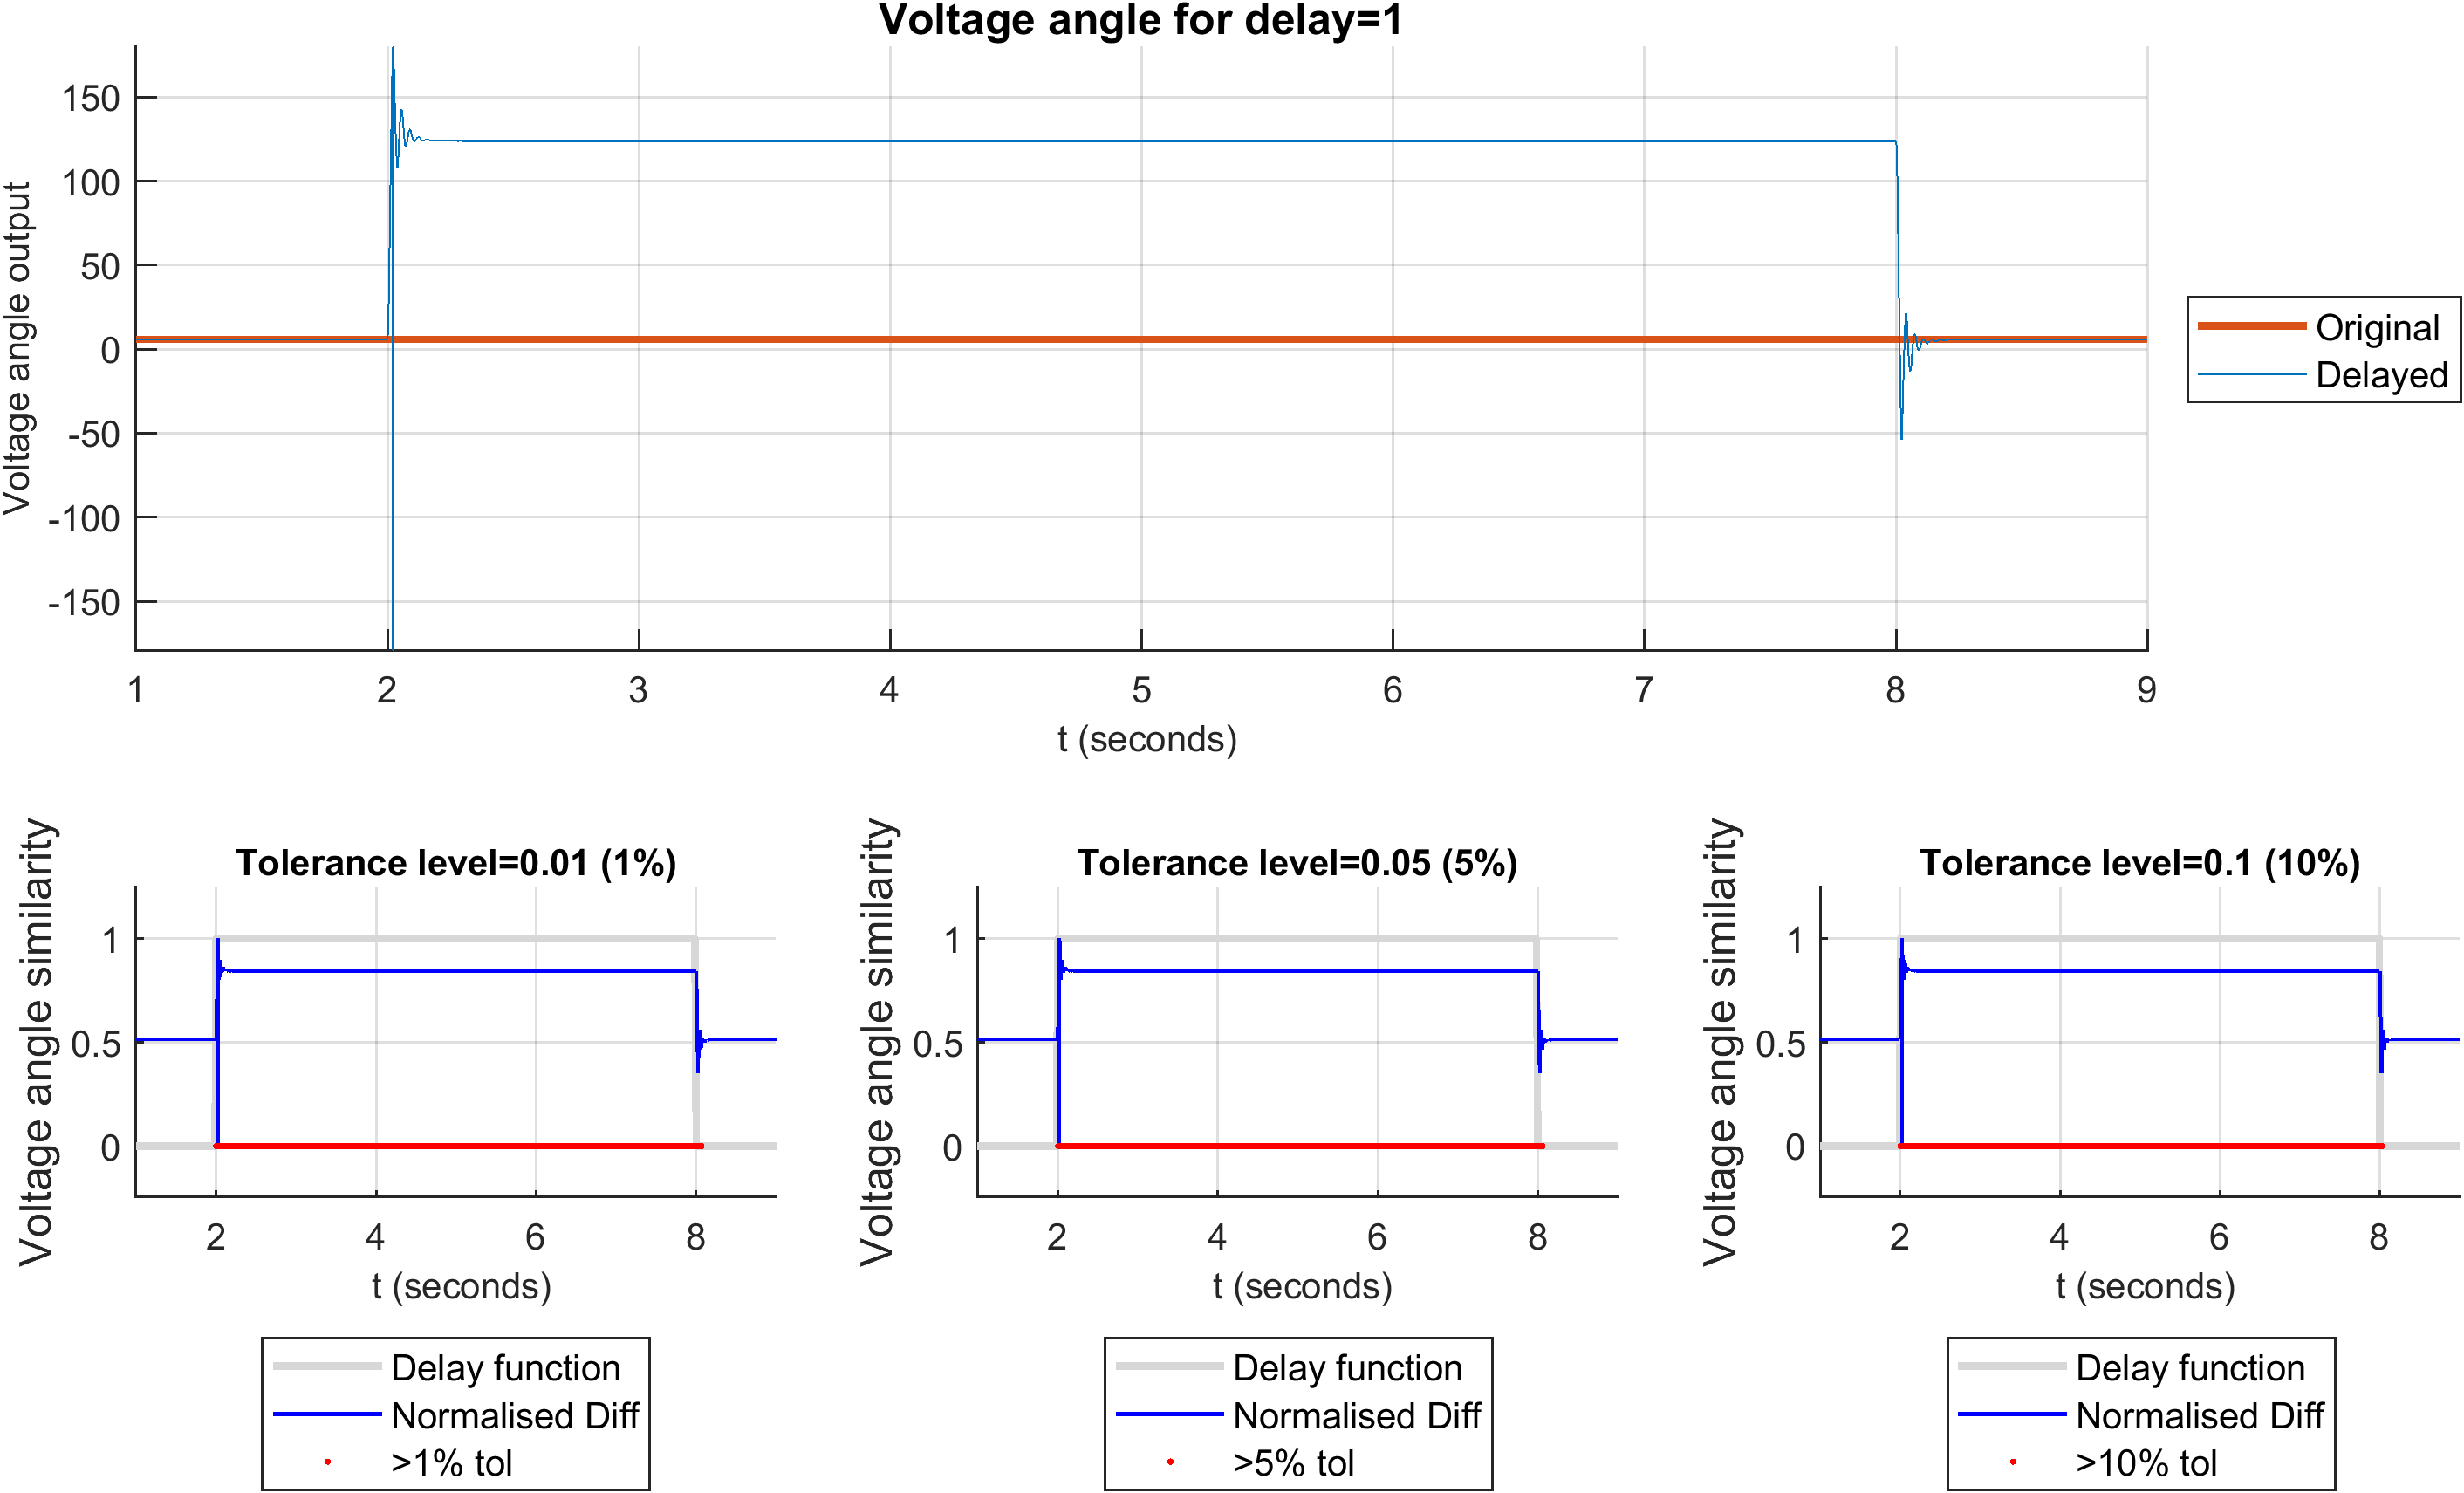 Voltage angle for delay=1
Voltage angle output
150
100
50
0
-50
-100
-150
1 2 3 4 5 6 7 8 9
t (seconds)
Original
Delayed
Tolerance level=0.01 (1%)
Voltage angle similarity
1
0.5
0
2 4 6 8
t (seconds)
Delay function
Normalised Diff
>1% tol
Tolerance level=0.05 (5%)
Voltage angle similarity
1
0.5
0
2 4 6 8
t (seconds)
Delay function
Normalised Diff
>5% tol
Tolerance level=0.1 (10%)
Voltage angle similarity
1
0.5
0
2 4 6 8
t (seconds)
Delay function
Normalised Diff
>10% tol